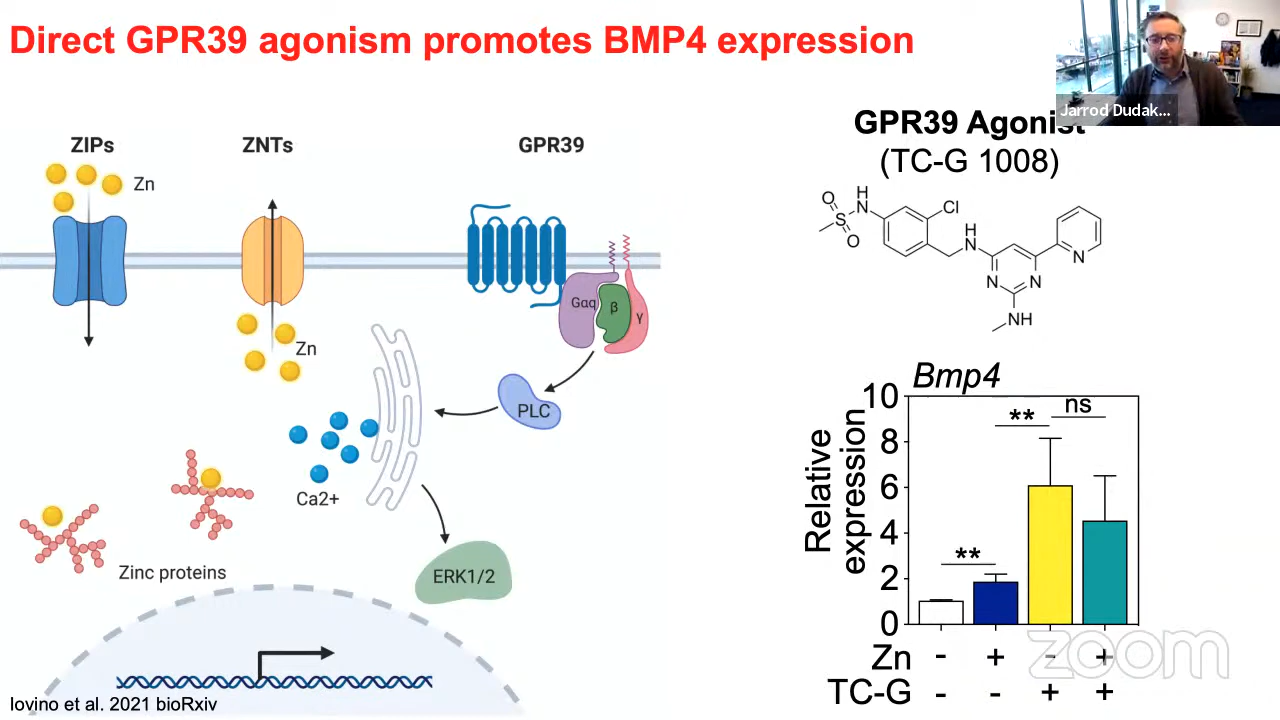 Direct GPR39 agonism promotes BMP4 expression
Jarrod Dudak...
ZIPs
ZNTs
GPR39
Zn
Zn
Gαq
β
γ
PLC
Ca2+
ERK1/2
Zinc proteins
Iovino et al. 2021 bioRxiv
GPR39 Agonist
(TC-G 1008)
O
S
O
H
N
Cl
H
N
N
N
N
NH
Bmp4
Relative
expression
10
8
6
4
2
0
**
**
ns
Zn - + - +
TC-G - - + +
zoom